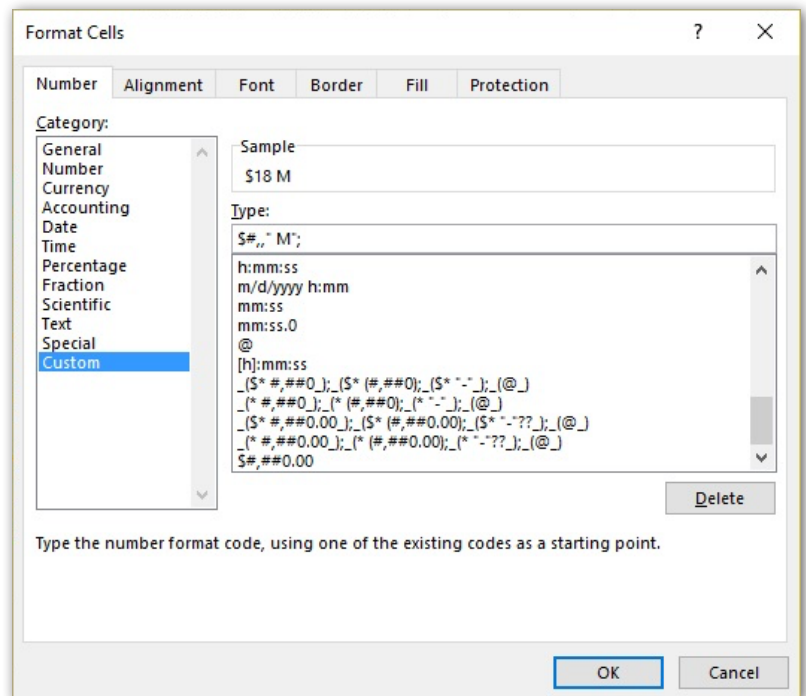 Format Cells ? ×
Number Alignment Font Border Fill Protection
Category:
General
Number
Currency
Accounting
Date
Time
Percentage
Fraction
Scientific
Text
Special
Custom
Sample
$18 M
Type:
$#,," M";
h:mm:ss
m/d/yyyy h:mm
mm:ss
mm:ss.0
@
[h]:mm:ss
_($* #,##0_);_($* (#,##0);_($* "-"_);_(@_)
_(* #,##0_);_(* (#,##0);_(* "-"_);_(@_)
_($* #,##0.00_);_($* (#,##0.00);_($* "-"??_);_(@_)
_(* #,##0.00_);_(* (#,##0.00);_(* "-"??_);_(@_)
$#,##0.00
Delete
Type the number format code, using one of the existing codes as a starting point.
OK Cancel